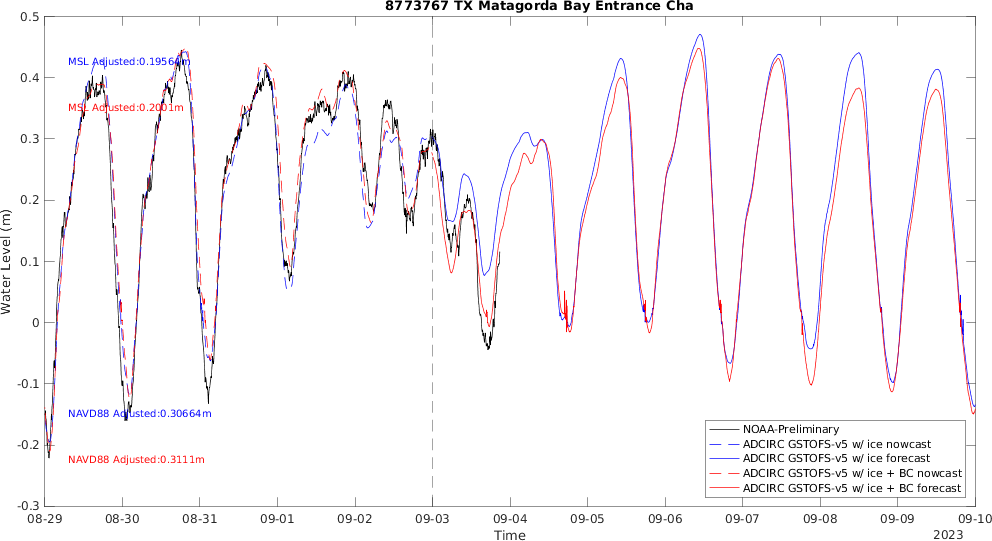 8773767 TX Matagorda Bay Entrance Cha
Water Level (m)
0.5
0.4
0.3
0.2
0.1
0
-0.1
-0.2
-0.3
MSL Adjusted:0.19564m
MSL Adjusted:0.2001m
NAVD88 Adjusted:0.30664m
NAVD88 Adjusted:0.3111m
NOAA-Preliminary
ADCIRC GSTOFS-v5 w/ ice nowcast
ADCIRC GSTOFS-v5 w/ ice forecast
ADCIRC GSTOFS-v5 w/ ice + BC nowcast
ADCIRC GSTOFS-v5 w/ ice + BC forecast
08-29 08-30 08-31 09-01 09-02 09-03 09-04 09-05 09-06 09-07 09-08 09-09 09-10
Time
2023